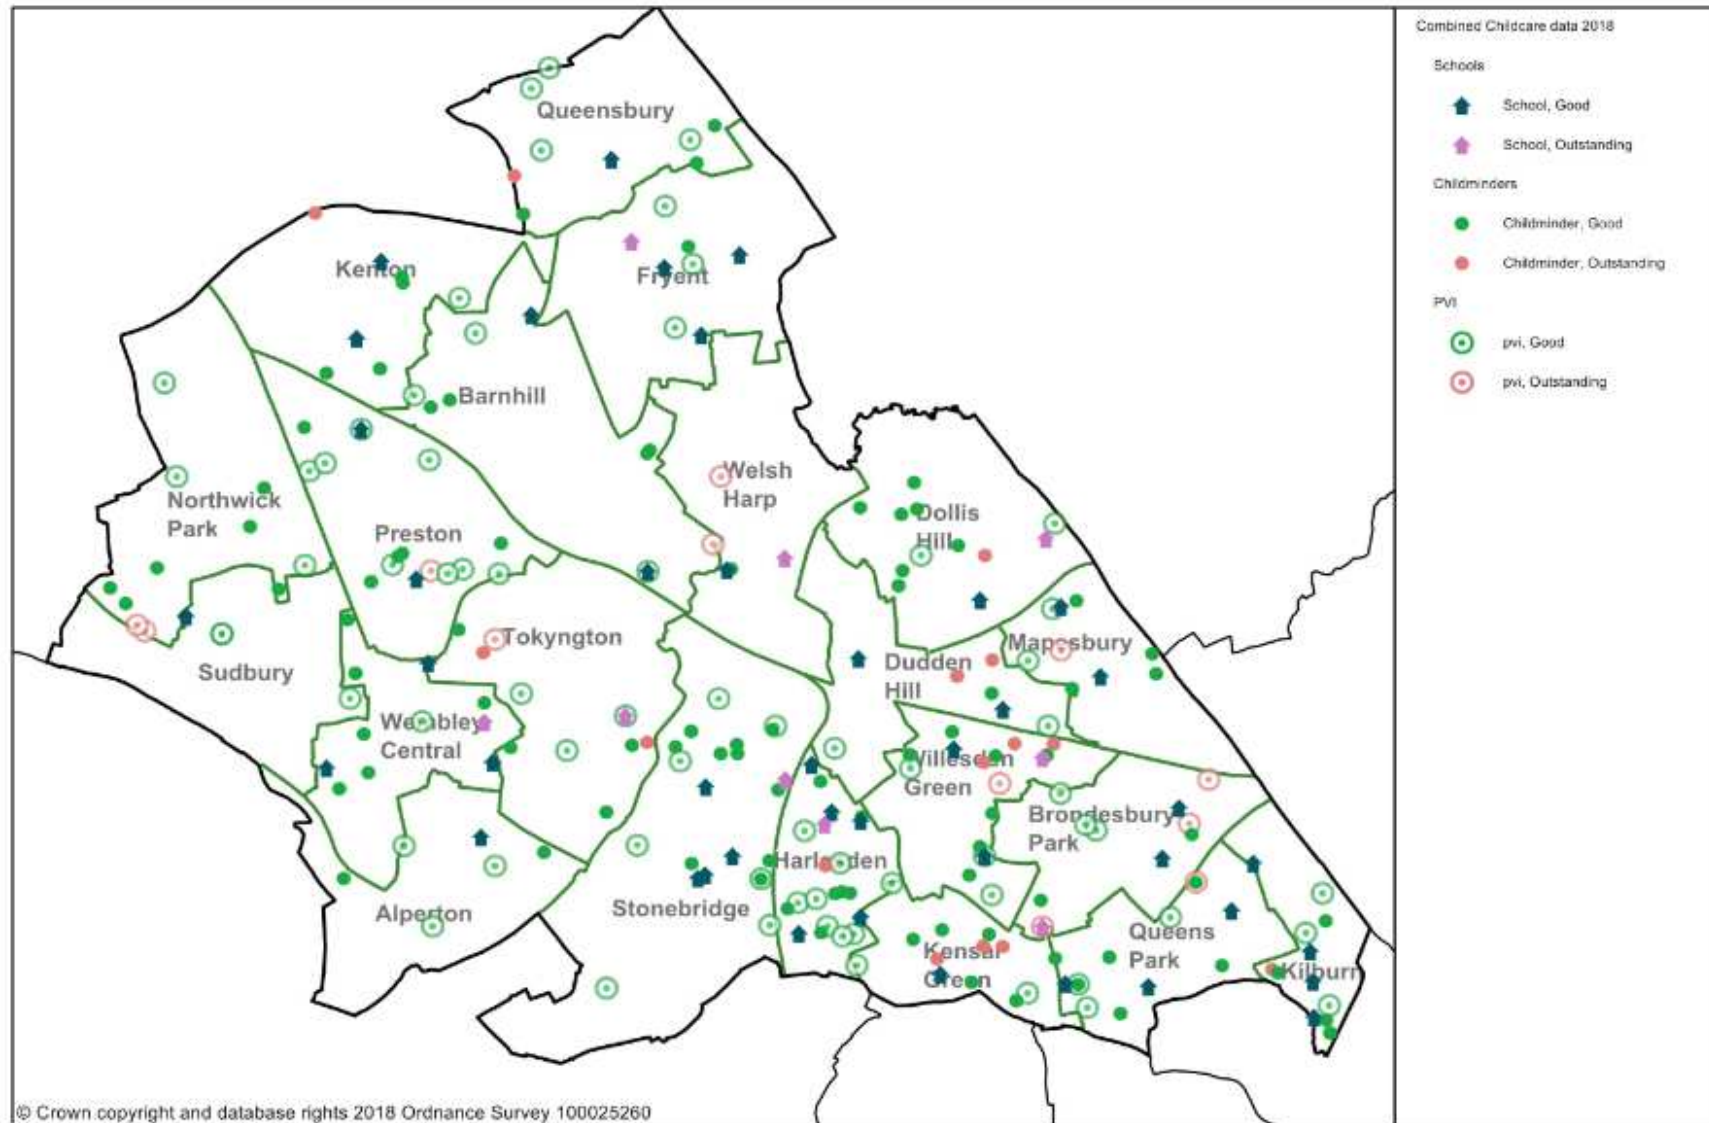 Combined Childcare data 2018
Schools
School, Good
School, Outstanding
Childminders
Childminder, Good
Childminder, Outstanding
PVI
pvi, Good
pvi, Outstanding
Queensbury
Kenton
Fryent
Barnhill
Welsh
Harp
Northwick
Park
Dollis
Hill
Preston
Tokyngton
Mapesbury
Sudbury
Dudden
Hill
Wembley
Central
Willesden
Green
Brondesbury
Park
Harlesden
Stonebridge
Alperton
Kensal
Green
Queens
Park
Kilburn
© Crown copyright and database rights 2018 Ordnance Survey 100025260